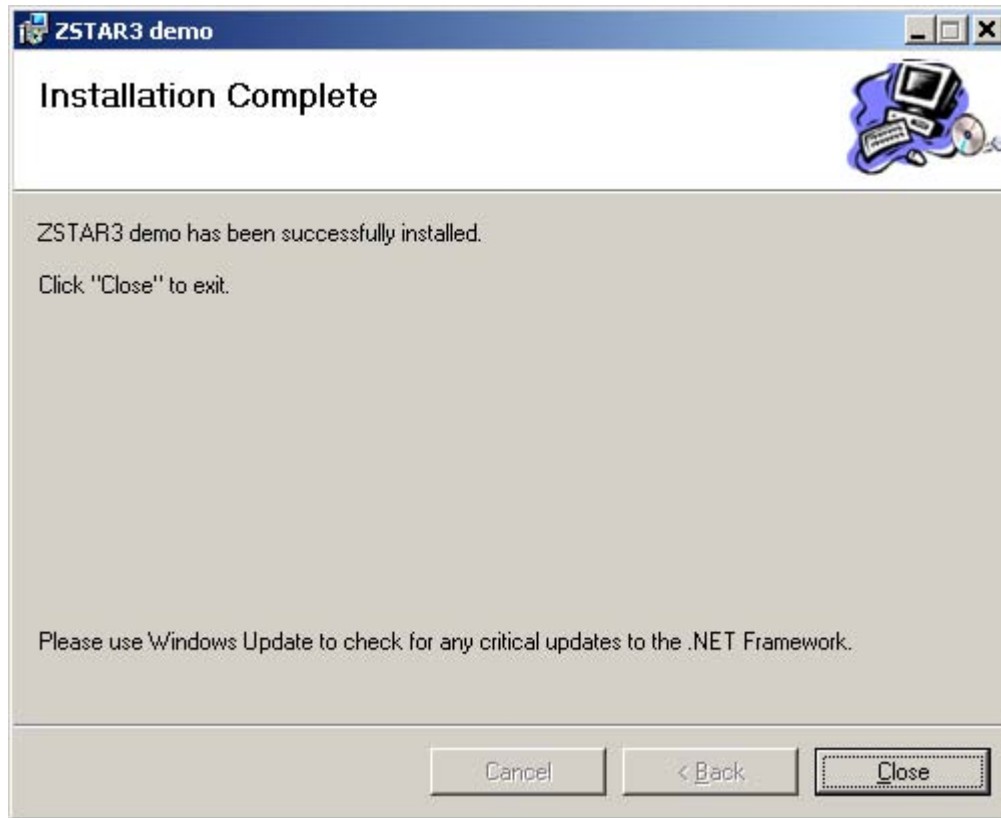 ZSTAR3 demo
Installation Complete
ZSTAR3 demo has been successfully installed.
Click "Close" to exit.
Please use Windows Update to check for any critical updates to the .NET Framework.
Cancel
< Back
Close